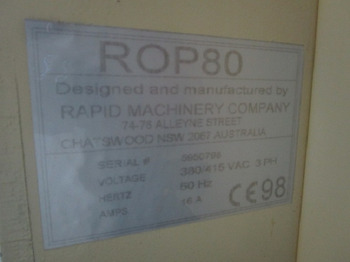 ROP80
Designed and manufactured by
RAPID MACHINERY COMPANY
74-78 ALLEYNE STREET
CHATSWOOD NSW 2067 AUSTRALIA
SERIAL #
VOLTAGE 380/415 VAC 3 PH
HERTZ 50 Hz
AMPS 16 A
CE98